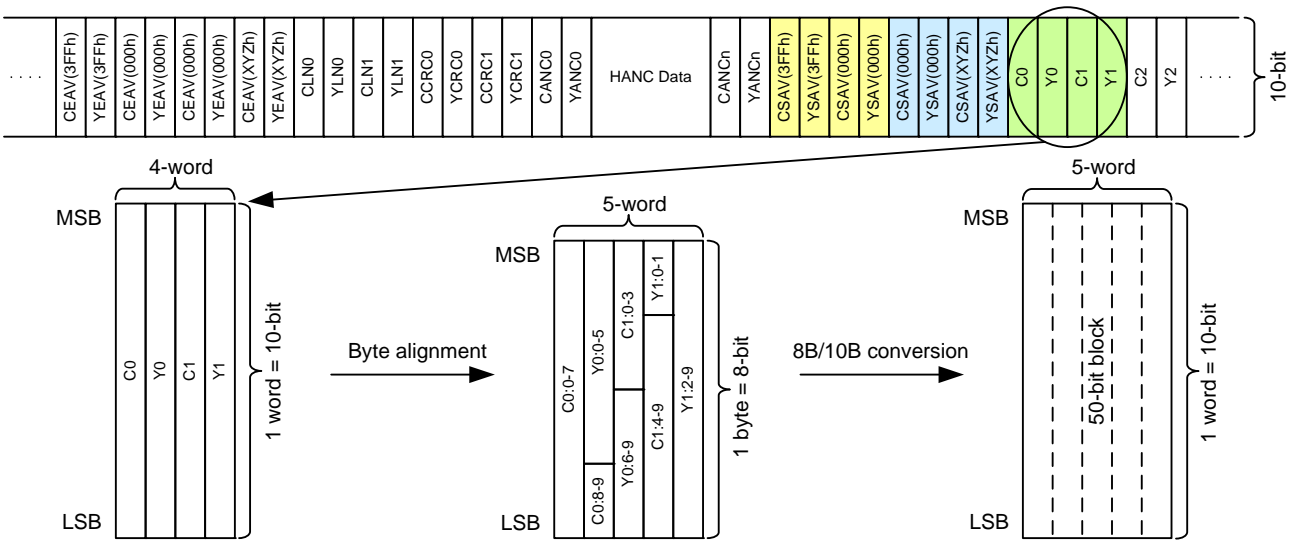 · · · ·
CEAV(3FFh)
YEAV(3FFh)
CEAV(000h)
YEAV(000h)
CEAV(000h)
YEAV(000h)
CEAV(XYZh)
YEAV(XYZh)
CLN0
YLN0
CLN1
YLN1
CCRC0
YCRC0
CCRC1
YCRC1
CANC0
YANC0
HANC Data
CANCn
YANCn
CSAV(3FFh)
YSAV(3FFh)
CSAV(000h)
YSAV(000h)
CSAV(000h)
YSAV(000h)
CSAV(XYZh)
YSAV(XYZh)
C0
Y0
C1
Y1
C2
Y2
· · · ·
10-bit
4-word
MSB
C0
Y0
C1
Y1
LSB
1 word = 10-bit
Byte alignment
5-word
MSB
C0:0-7
Y0:0-5
C0:8-9
C1:0-3
Y0:6-9
Y1:0-1
C1:4-9
Y1:2-9
LSB
1 byte = 8-bit
8B/10B conversion
5-word
MSB
50-bit block
LSB
1 word = 10-bit